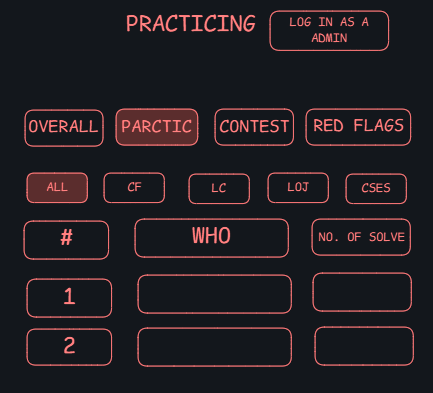 PRACTICING
LOG IN AS A
ADMIN
OVERALL PARCTIC CONTEST RED FLAGS
ALL CF LC LOJ CSES
# WHO NO. OF SOLVE
1
2